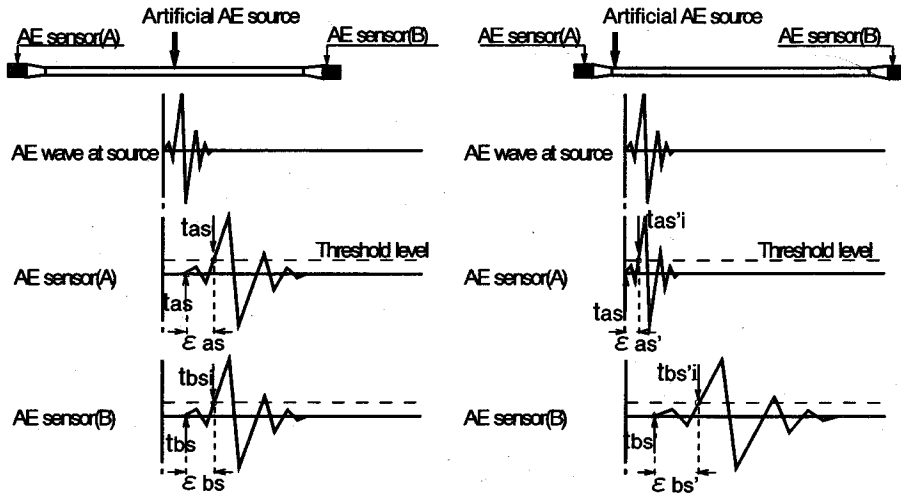 Artificial AE source
AE sensor(A)
AE sensor(B)
AE wave at source
tas
Threshold level
AE sensor(A)
tas
ε as
tbsi
AE sensor(B)
tbs
ε bs
Artificial AE source
AE sensor(A)
AE sensor(B)
AE wave at source
tas'i
Threshold level
AE sensor(A)
tas
ε as'
tbs'i
AE sensor(B)
tbs
ε bs'